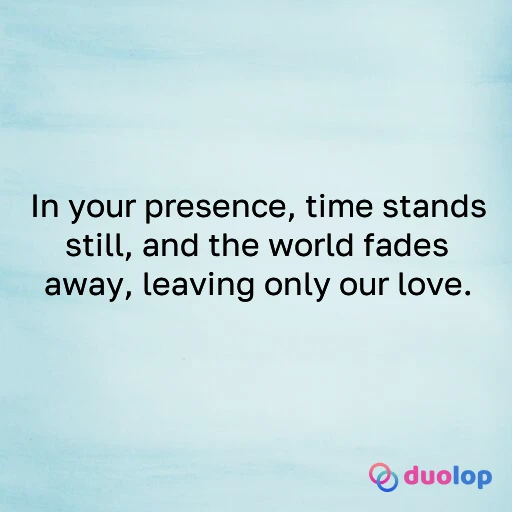 In your presence, time stands
still, and the world fades
away, leaving only our love.
duolop